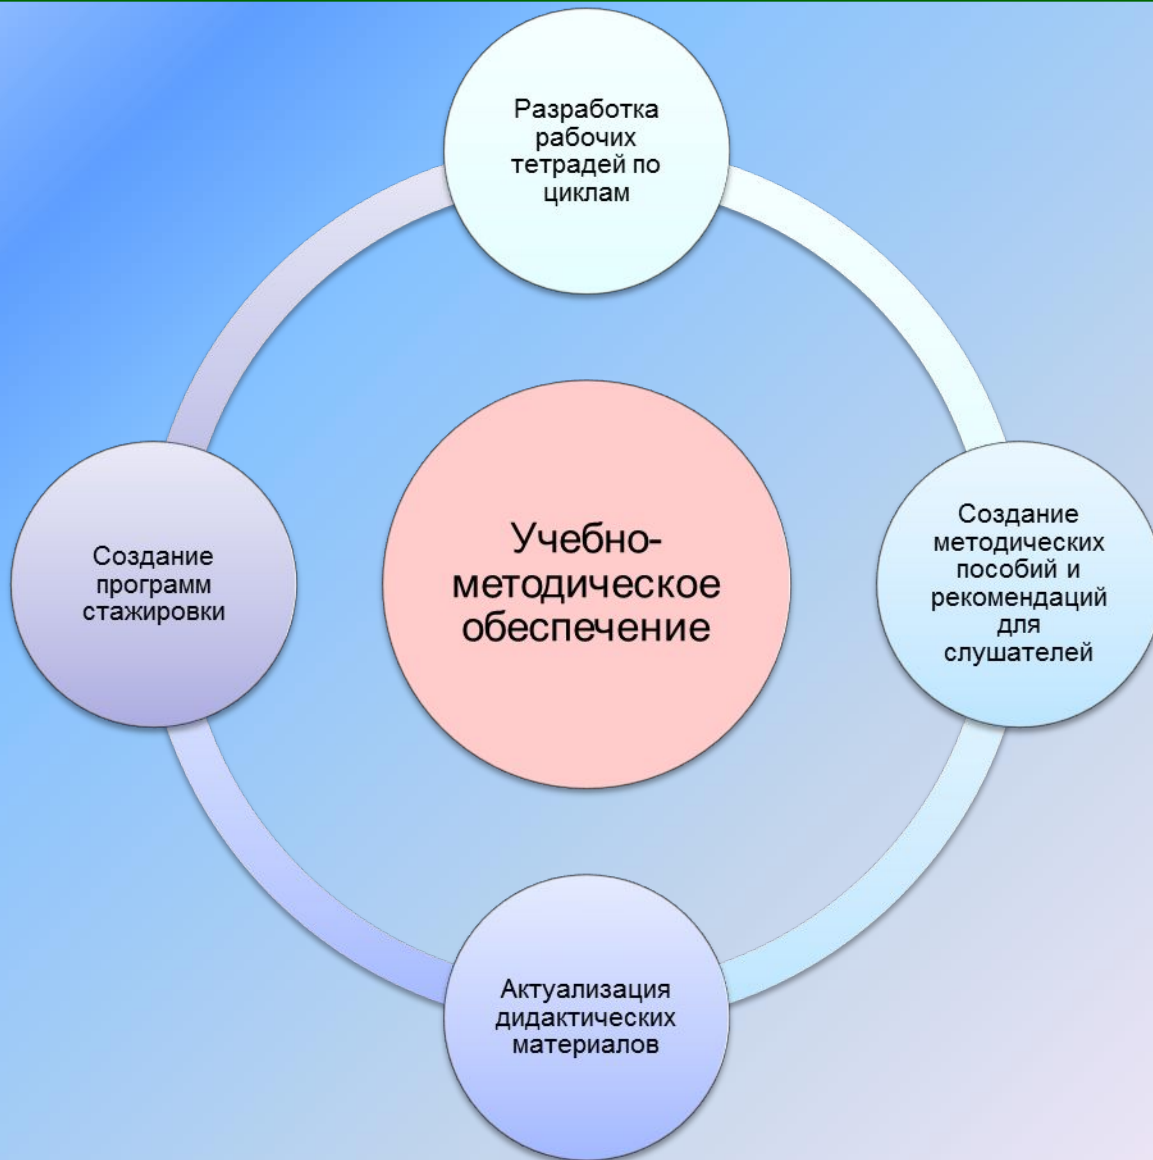 Разработка
рабочих
тетрадей по
циклам
Создание
методических
пособий и
рекомендаций
для
слушателей
Актуализация
дидактических
материалов
Создание
программ
стажировки
Учебно-
методическое
обеспечение